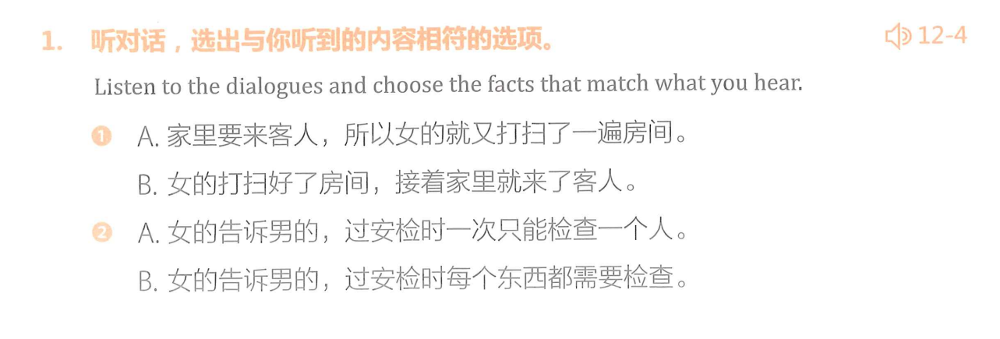 1. 听对话，选出与你听到的内容相符的选项。 12-4
Listen to the dialogues and choose the facts that match what you hear.
1 A. 家里要来客人，所以女的就又打扫了一遍房间。
B. 女的打扫好了房间，接着家里就来了客人。
2 A. 女的告诉男的，过安检时一次只能检查一个人。
B. 女的告诉男的，过安检时每个东西都需要检查。